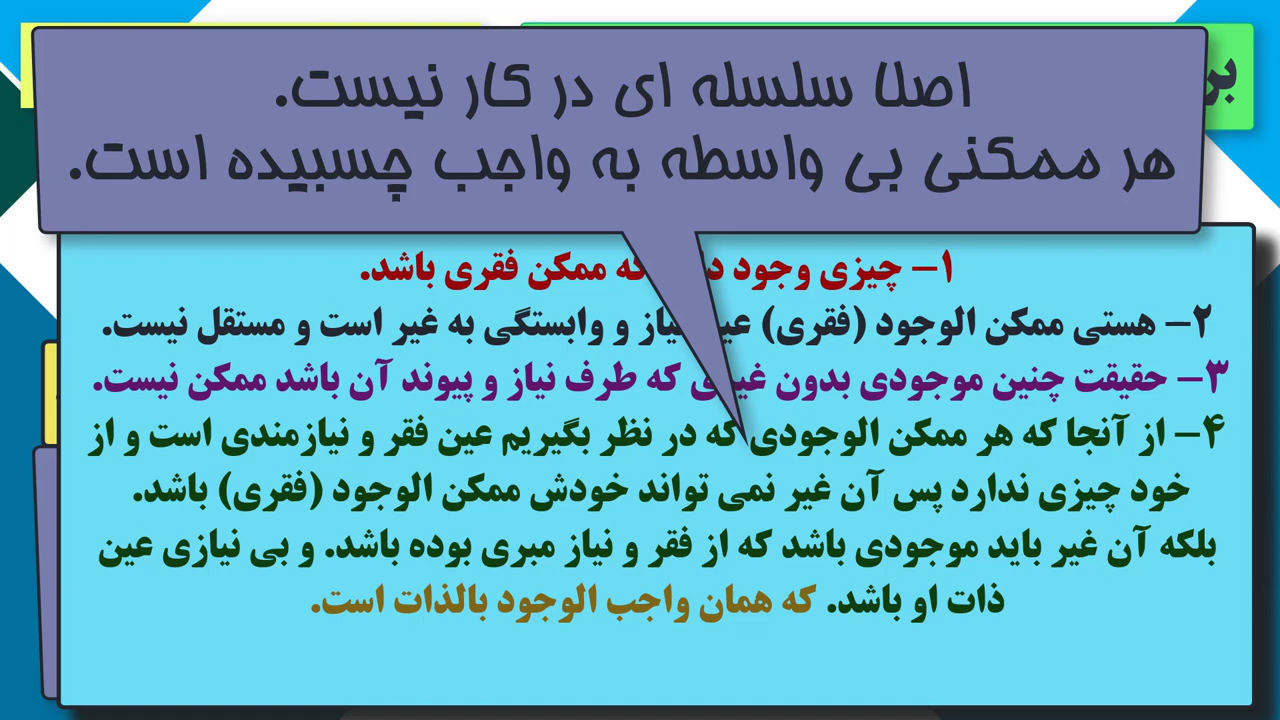 اصلا سلسله ای در کار نیست.
هر ممکنی بی واسطه به واجب چسبیده است.
۱- چیزی وجود که ممکن فقری باشد.
۲- هستی ممکن الوجود (فقری) نیاز و وابستگی به غیر است و مستقل نیست.
۳- حقیقت چنین موجودی بدون که طرف نیاز و پیوند آن باشد ممکن نیست.
۴- از آنجا که هر ممکن الوجودی که در نظر بگیریم عین فقر و نیازمندی است و از
خود چیزی ندارد پس آن غیر نمی تواند خودش ممکن الوجود (فقری) باشد.
بلکه آن غیر باید موجودی باشد که از فقر و نیاز مبری بوده باشد. و بی نیازی عین
ذات او باشد. که همان واجب الوجود بالذات است.